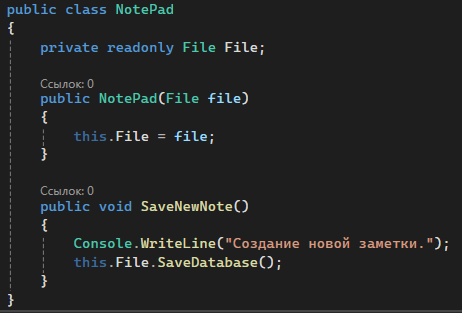 public class NotePad
{
private readonly File File;
Ссылок: 0
public NotePad(File file)
{
this.File = file;
}
Ссылок: 0
public void SaveNewNote()
{
Console.WriteLine("Создание новой заметки.");
this.File.SaveDatabase();
}
}